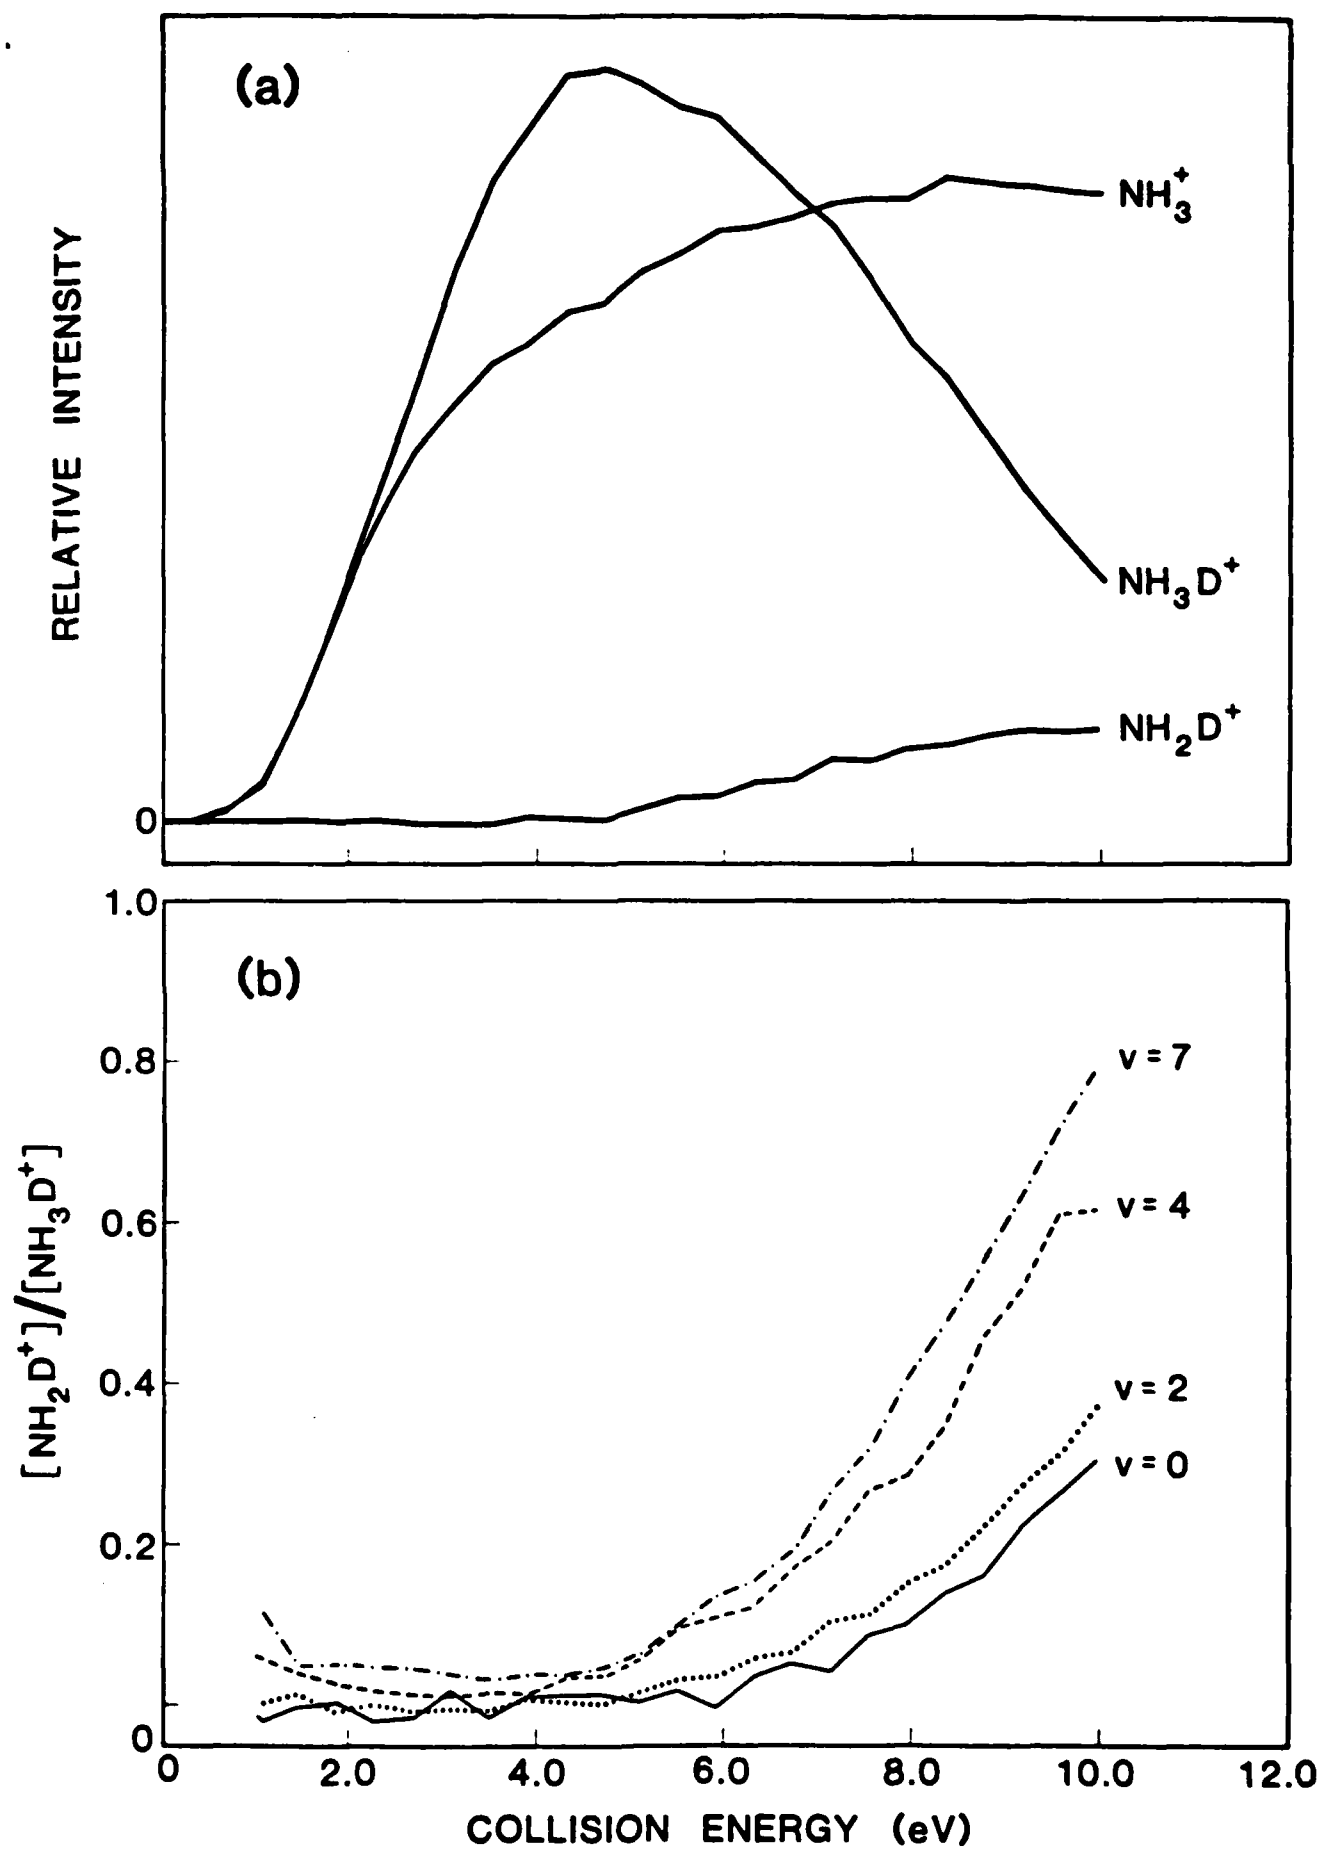 (a)
RELATIVE INTENSITY
NH₃⁺
NH₃D⁺
NH₂D⁺
0
1.0
(b)
0.8
v = 7
0.6
v = 4
[NH₂D⁺]/[NH₃D⁺]
0.4
v = 2
v = 0
0.2
0
0 2.0 4.0 6.0 8.0 10.0 12.0
COLLISION ENERGY (eV)